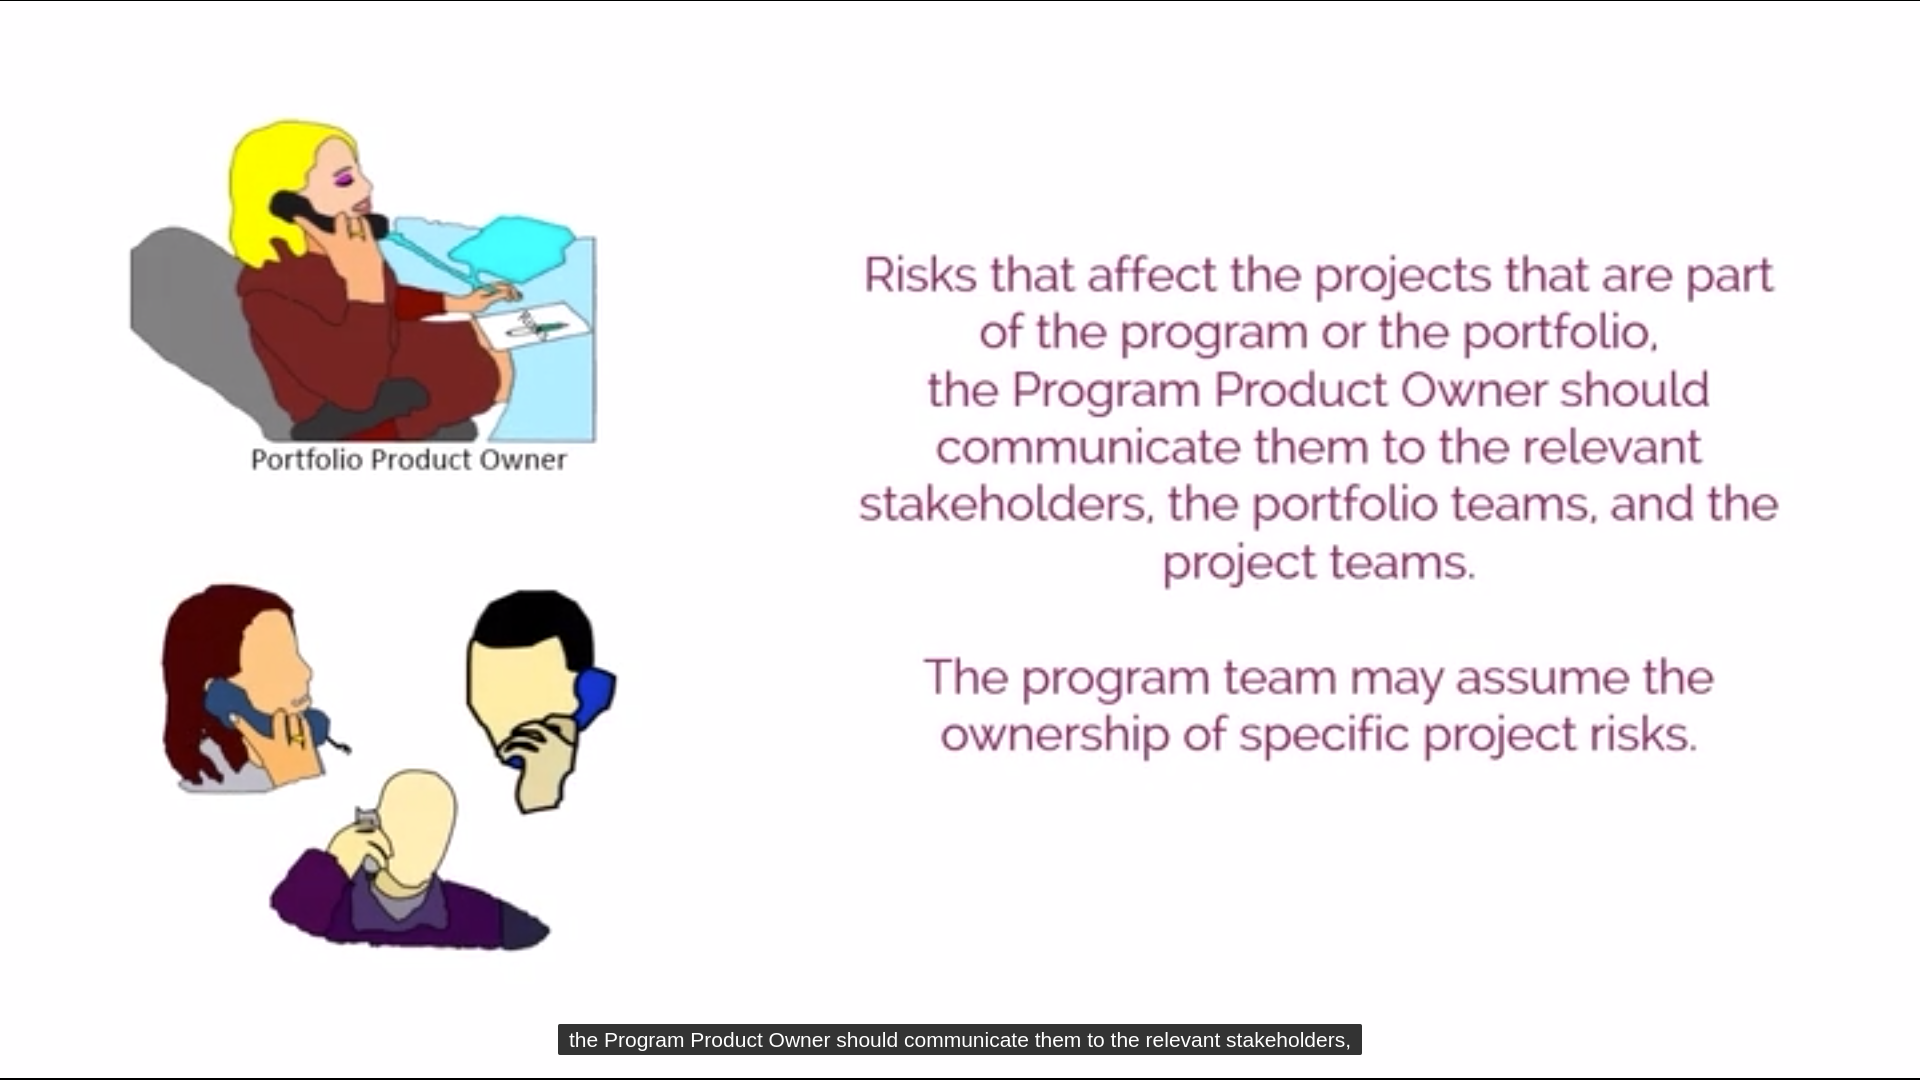 Portfolio Product Owner
Risks that affect the projects that are part
of the program or the portfolio,
the Program Product Owner should
communicate them to the relevant
stakeholders, the portfolio teams, and the
project teams.
The program team may assume the
ownership of specific project risks.
the Program Product Owner should communicate them to the relevant stakeholders,